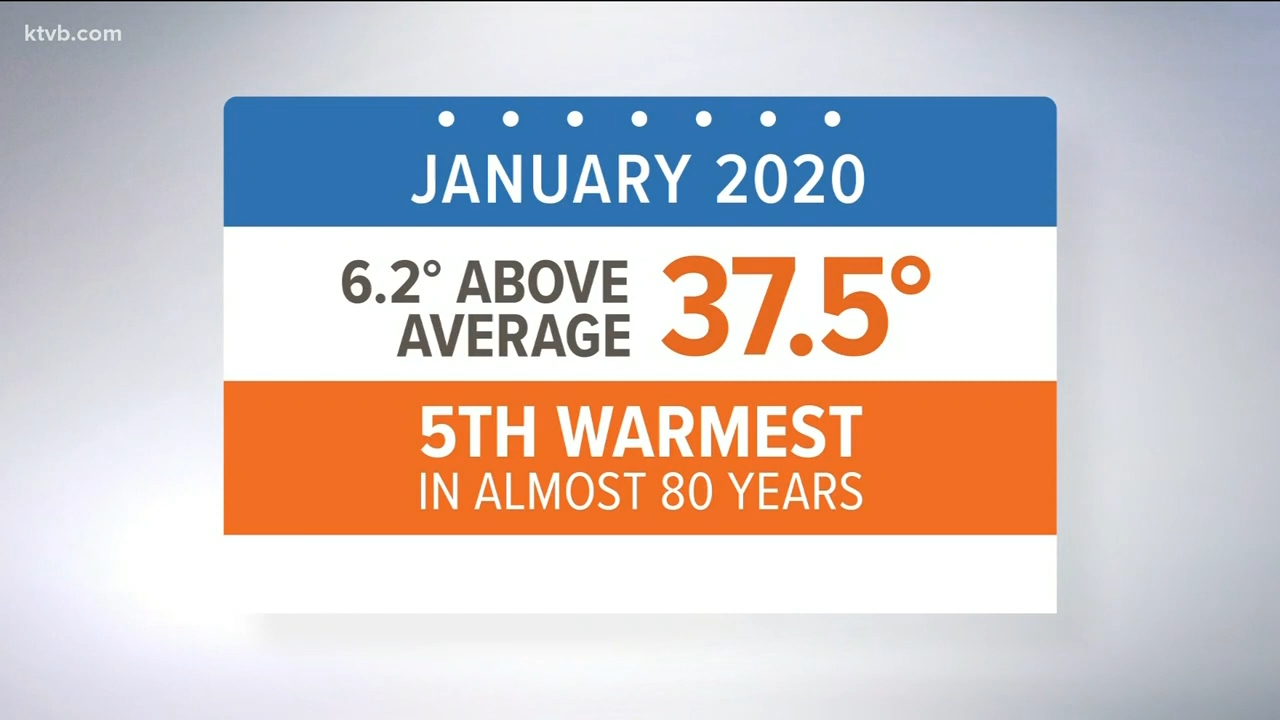 ktvb.com
JANUARY 2020
6.2° ABOVE
AVERAGE
37.5°
5TH WARMEST
IN ALMOST 80 YEARS